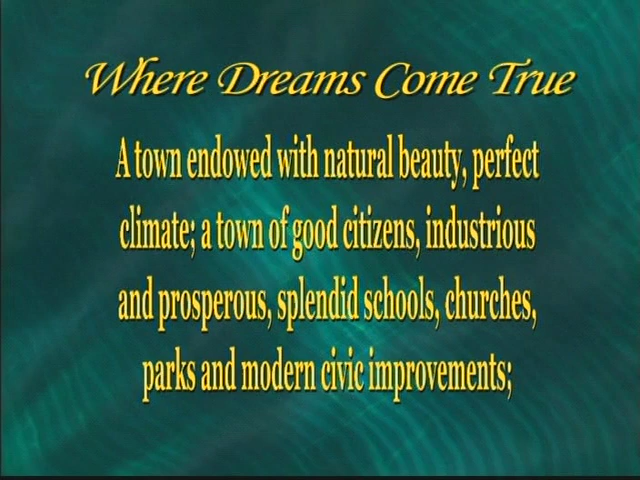 Where Dreams Come True
A town endowed with natural beauty, perfect
climate; a town of good citizens, industrious
and prosperous, splendid schools, churches,
parks and modern civic improvements;